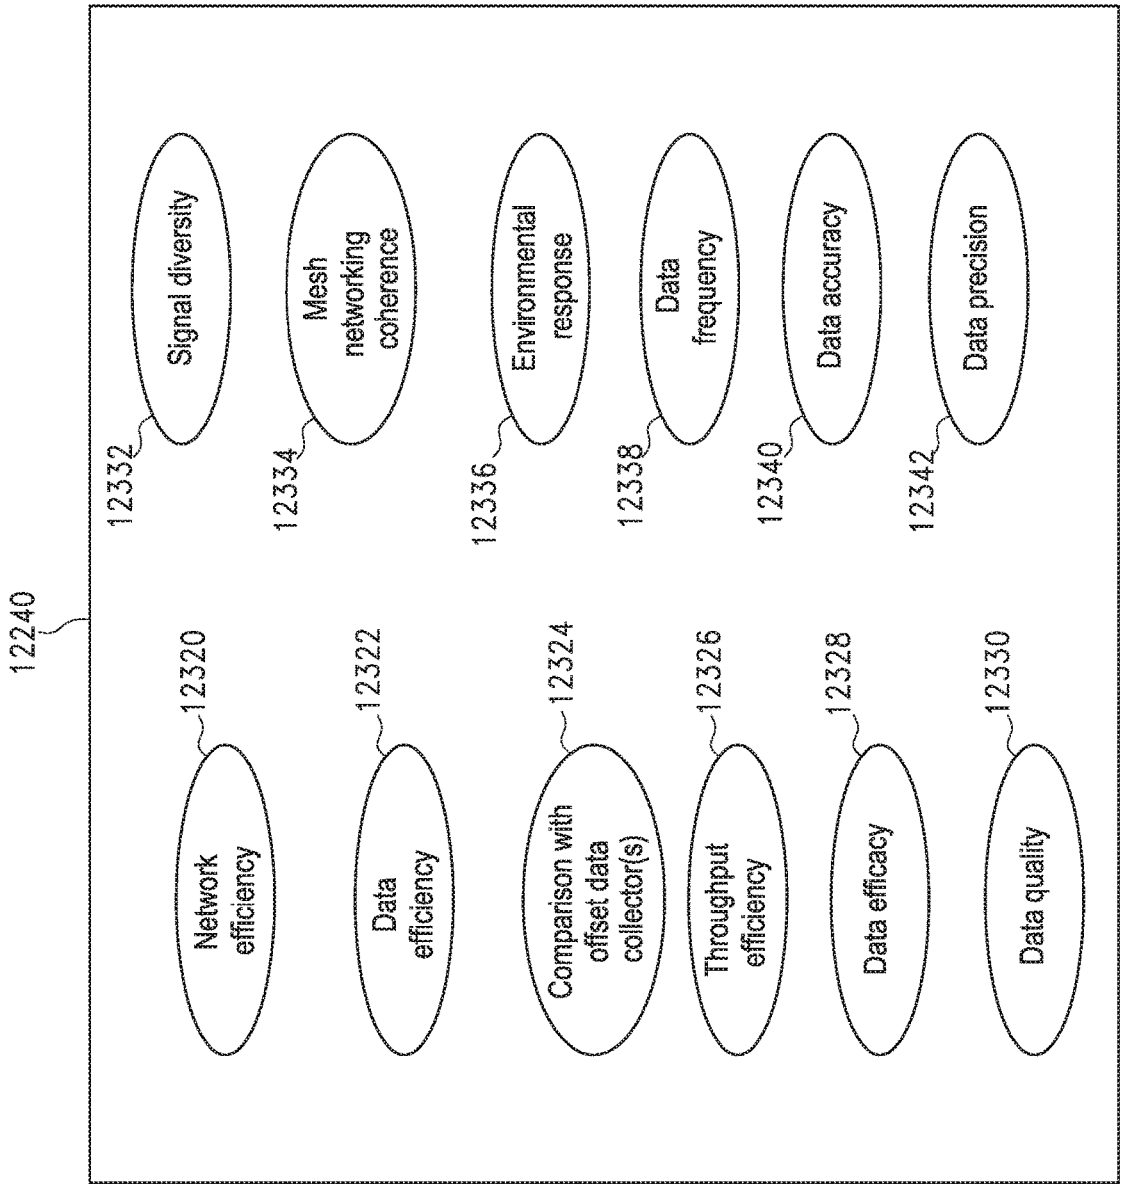 12240
12320
Network
efficiency
12322
Data
efficiency
12324
Comparison with
offset data
collector(s)
12326
Throughput
efficiency
12328
Data efficacy
12330
Data quality
12332
Signal diversity
12334
Mesh
networking
coherence
12336
Environmental
response
12338
Data
frequency
12340
Data accuracy
12342
Data precision